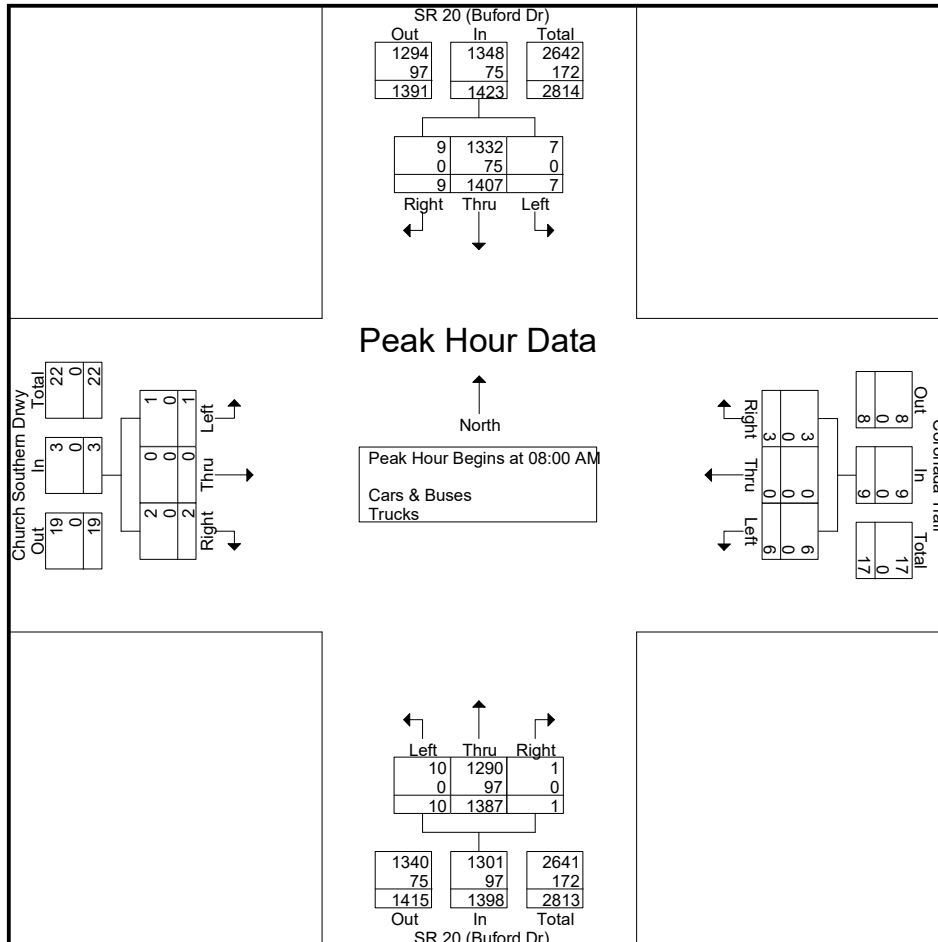 SR 20 (Buford Dr)
Out In Total
1294 1348 2642
97 75 172
1391 1423 2814
9 1332 7
0 75 0
9 1407 7
Right Thru Left
Peak Hour Data
North
Peak Hour Begins at 08:00 AM
Cars & Buses
Trucks
Church Southern Drwy
Total In Out
22 3 19
0 0 0
22 3 19
Left Thru Right
1 0 2
0 0 0
1 0 2
Right Thru Left
3 0 6
0 0 0
3 0 6
Out In Total
8 9 17
0 0 0
8 9 17
Left Thru Right
10 1290 1
0 97 0
10 1387 1
1340 1301 2641
75 97 172
1415 1398 2813
Out In Total
SR 20 (Buford Dr)